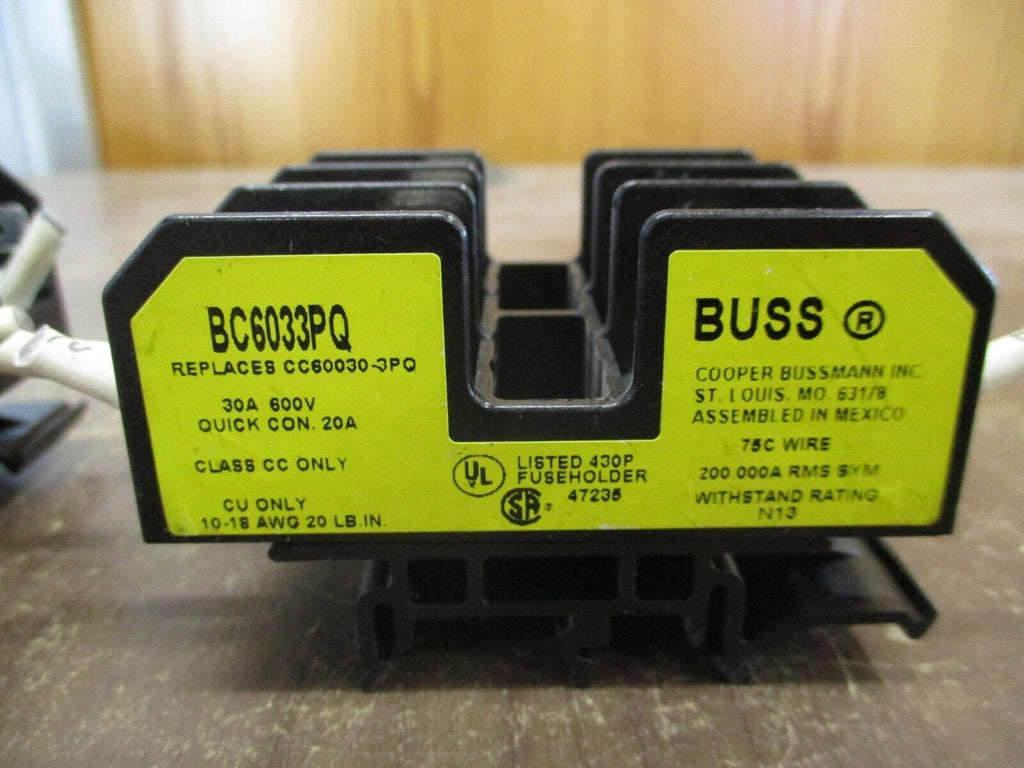 BC6033PQ
REPLACES CC60030-3PQ
30A 600V
QUICK CON. 20A
CLASS CC ONLY
CU ONLY
10-18 AWG 20 LB.IN.
UL
LISTED 430P
FUSEHOLDER
47235
SA ®
BUSS ®
COOPER BUSSMANN INC.
ST. LOUIS, MO. 63178
ASSEMBLED IN MEXICO
75C WIRE
200.000A RMS SYM
WITHSTAND RATING
N13